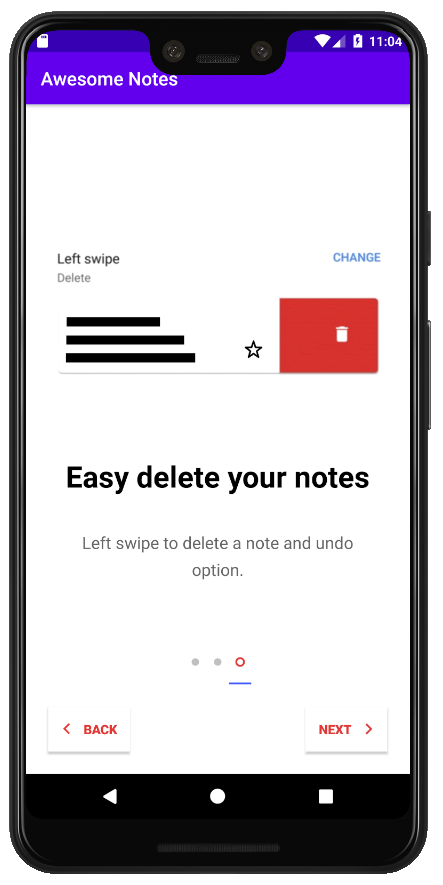 11:04
Awesome Notes
Left swipe
CHANGE
Delete
Easy delete your notes
Left swipe to delete a note and undo
option.
BACK
NEXT